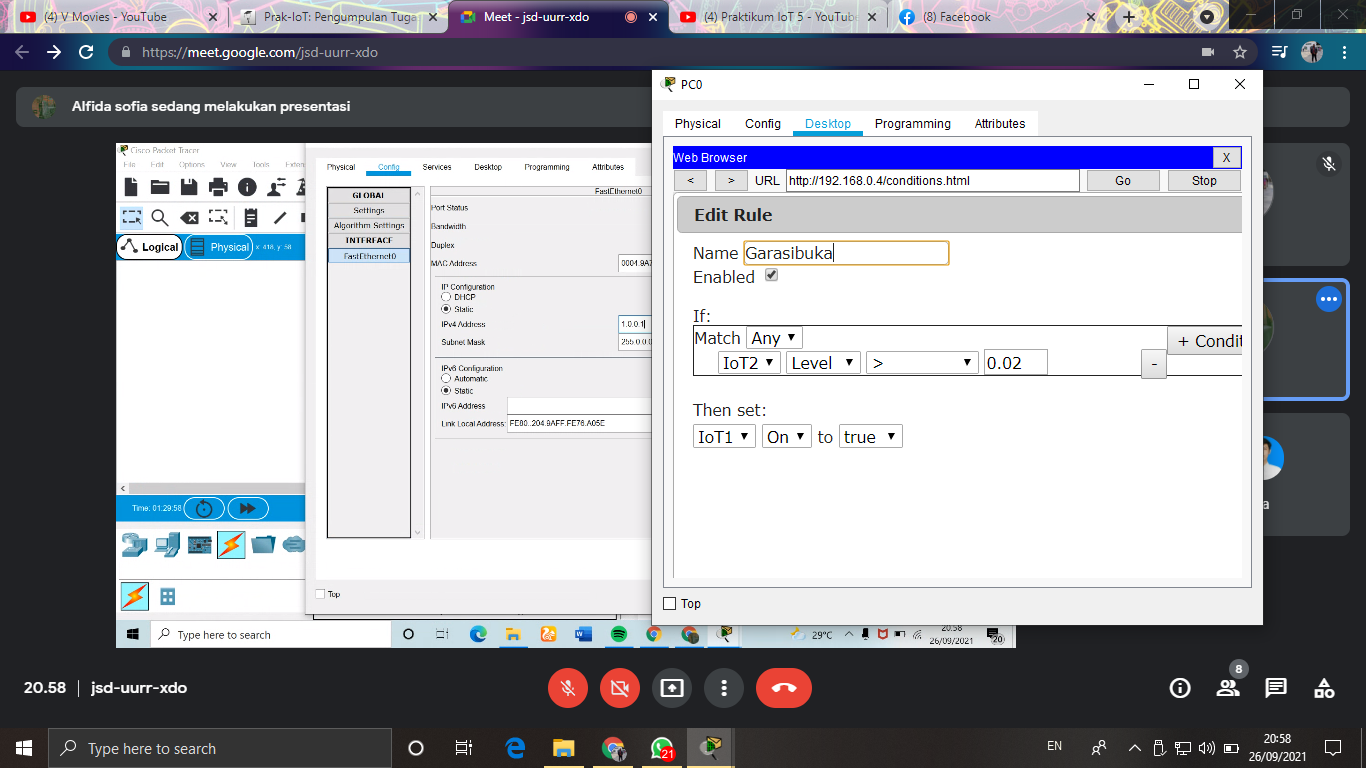 (4) V Movies - YouTube
Prak-IoT: Pengumpulan Tuga
Meet - jsd-uurr-xdo
(4) Praktikum IoT 5 - YouTube
(8) Facebook
https://meet.google.com/jsd-uurr-xdo
Alfida sofia sedang melakukan presentasi
Cisco Packet Tracer
File Edit Options View Tools Exten
Logical Physical x: 418, y: 58
Time: 01:29:58
Physical Config Services Desktop Programming Attributes
GLOBAL
Settings
Algorithm Settings
INTERFACE
FastEthernet0
FastEthernet0
Port Status
Bandwidth
Duplex
MAC Address 0004.9A7
IP Configuration
DHCP
Static
IPv4 Address 1.0.0.1
Subnet Mask 255.0.0.0
IPv6 Configuration
Automatic
Static
IPv6 Address
Link Local Address: FE80::204:9AFF:FE76:A05E
Top
Type here to search
29°C
20:58
26/09/2021
20
PC0
Physical Config Desktop Programming Attributes
Web Browser X
< > URL http://192.168.0.4/conditions.html Go Stop
Edit Rule
Name Garasibuka
Enabled
If:
Match Any
+ Condit
IoT2 Level > 0.02 -
Then set:
IoT1 On to true
Top
a
20.58 | jsd-uurr-xdo
8
Type here to search
21
EN
20:58
26/09/2021